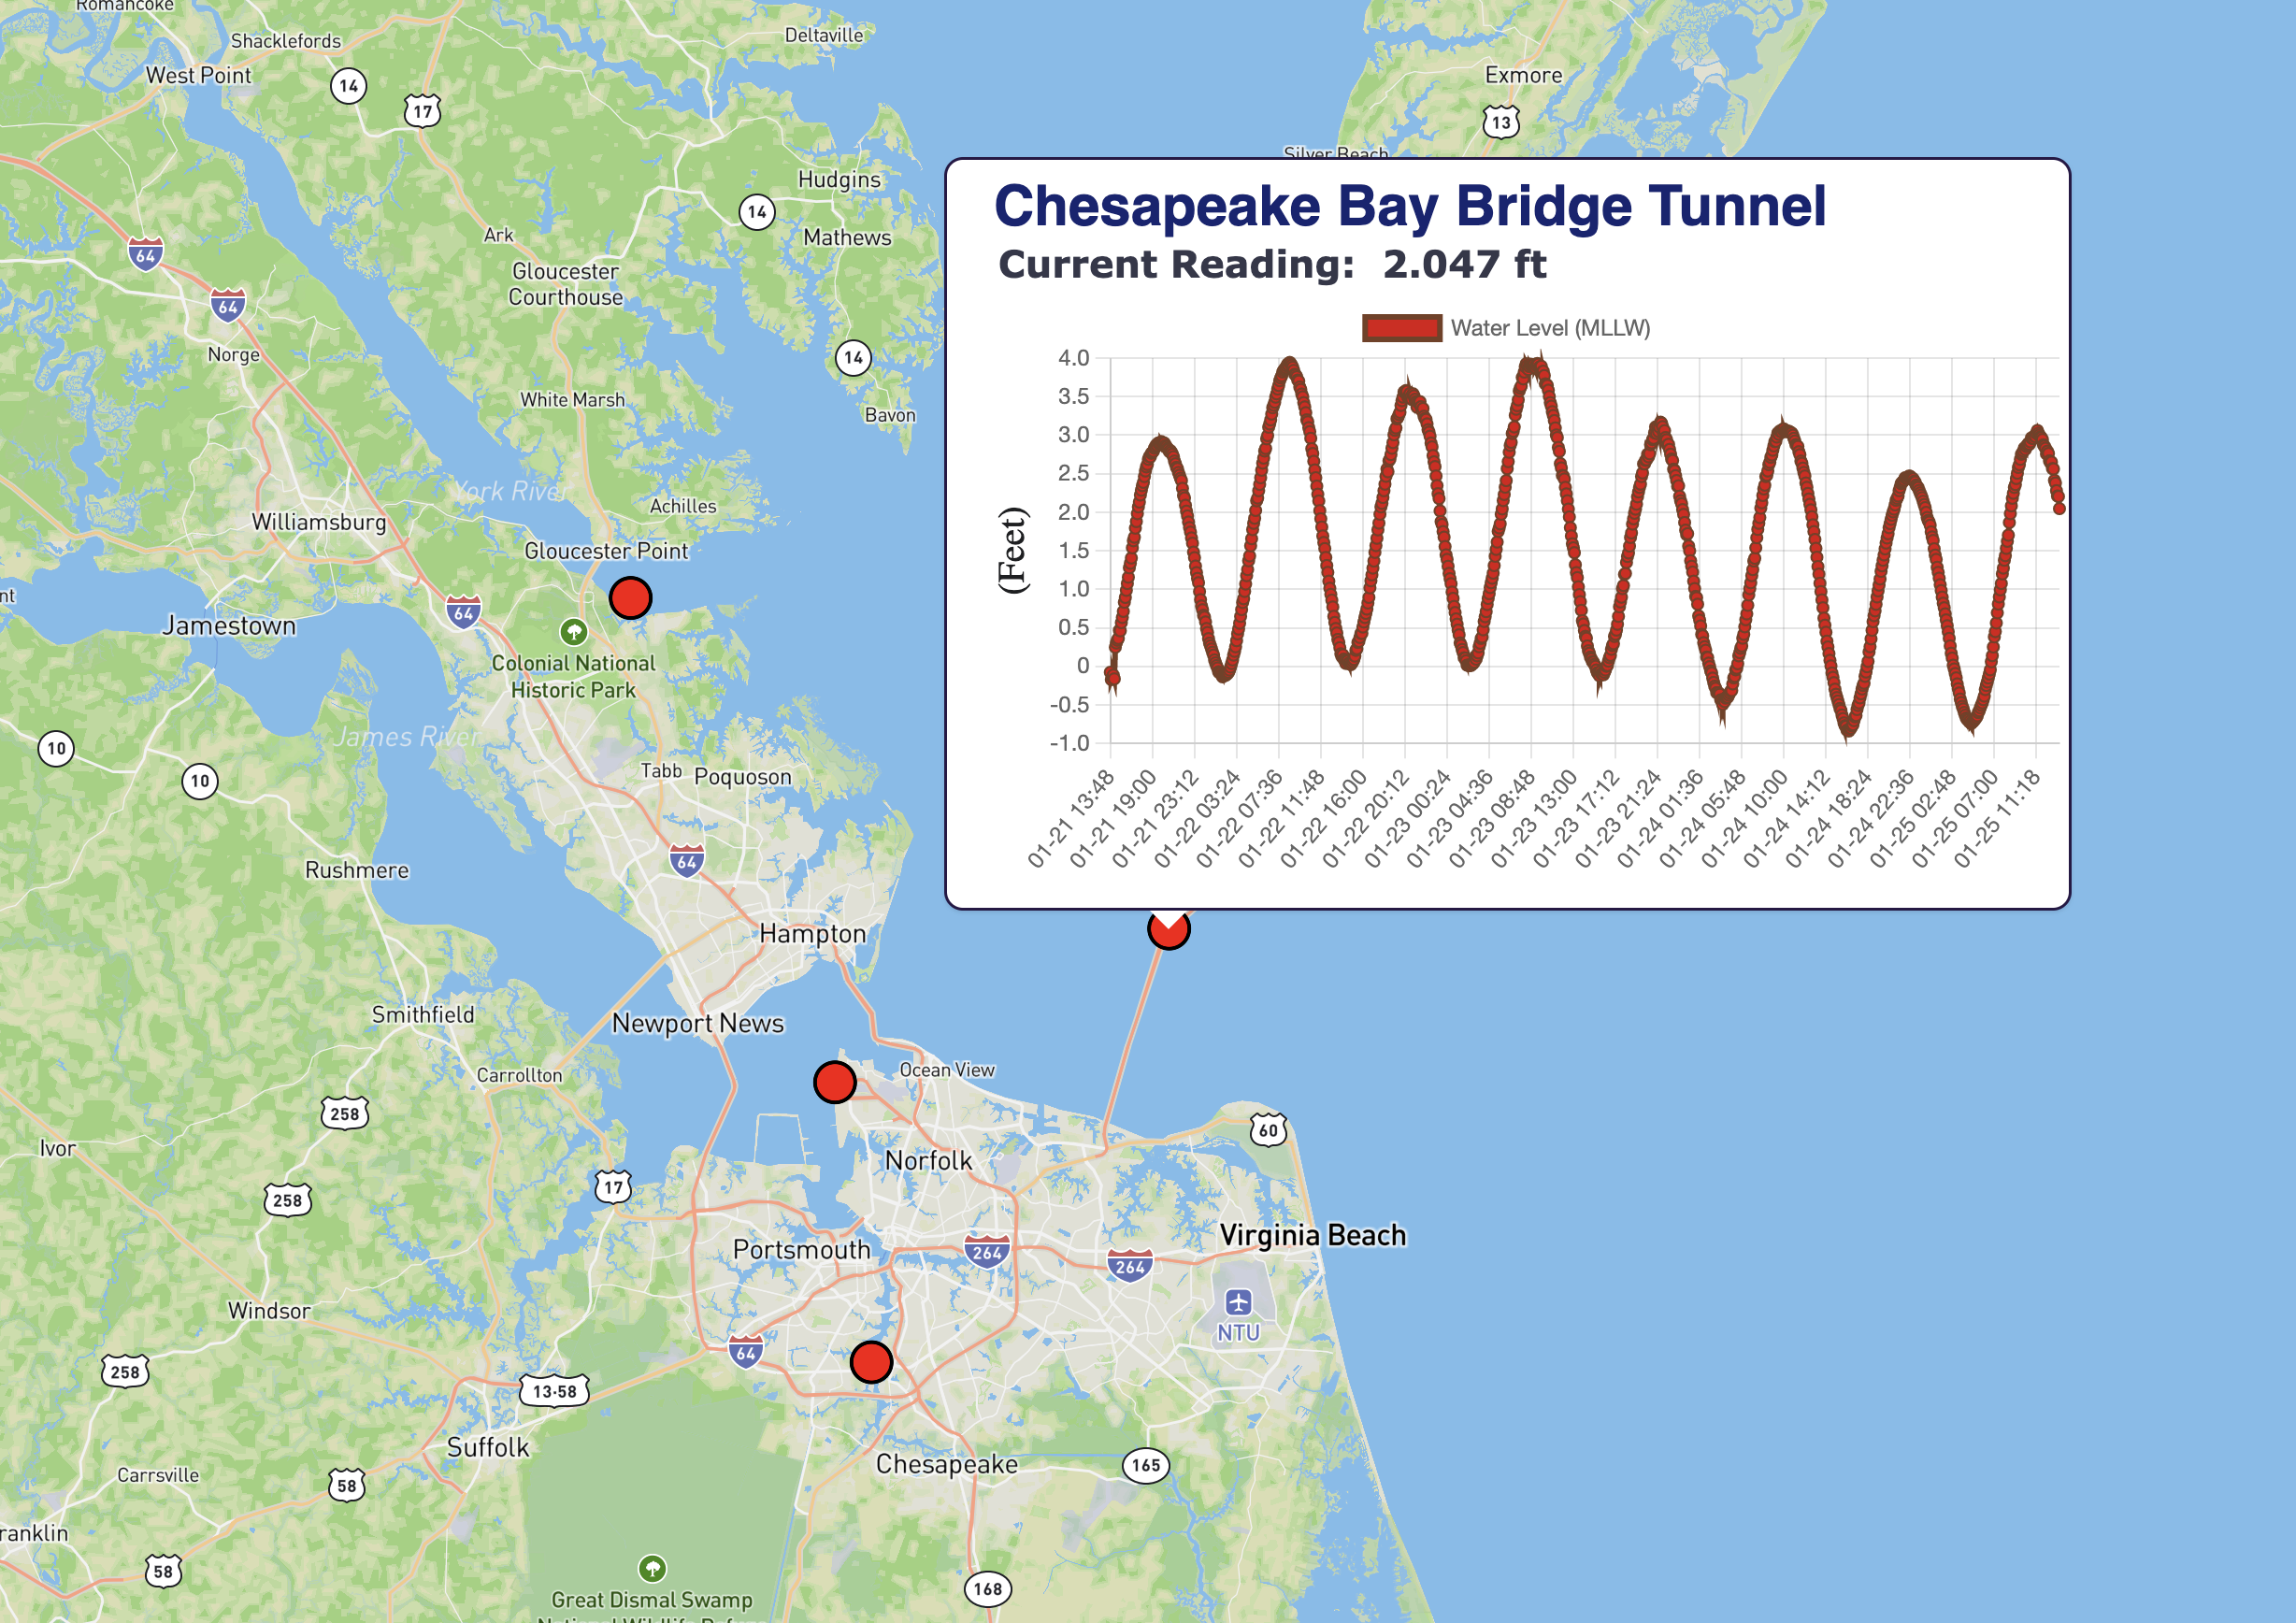 Romancoke
Shacklefords
West Point
14
17
Deltaville
Exmore
13
Silver Beach
Hudgins
14
Mathews
Ark
64
Gloucester
Courthouse
64
Norge
14
White Marsh
Bavon
York River
Achilles
Williamsburg
Gloucester Point
64
Jamestown
Colonial National
Historic Park
James River
10
10
Tabb
Poquoson
64
Rushmere
Hampton
Smithfield
Newport News
Carrollton
Ocean View
258
Ivor
60
Norfolk
17
258
Virginia Beach
Portsmouth
264
264
Windsor
NTU
64
258
13·58
Suffolk
Chesapeake
165
Carrsville
58
ranklin
58
168
Great Dismal Swamp
Chesapeake Bay Bridge Tunnel
Current Reading: 2.047 ft
Water Level (MLLW)
(Feet)
4.0
3.5
3.0
2.5
2.0
1.5
1.0
0.5
0
-0.5
-1.0
01-21 13:48
01-21 19:00
01-21 23:12
01-22 03:24
01-22 07:36
01-22 11:48
01-22 16:00
01-22 20:12
01-23 00:24
01-23 04:36
01-23 08:48
01-23 13:00
01-23 17:12
01-23 21:24
01-24 01:36
01-24 05:48
01-24 10:00
01-24 14:12
01-24 18:24
01-24 22:36
01-25 02:48
01-25 07:00
01-25 11:18